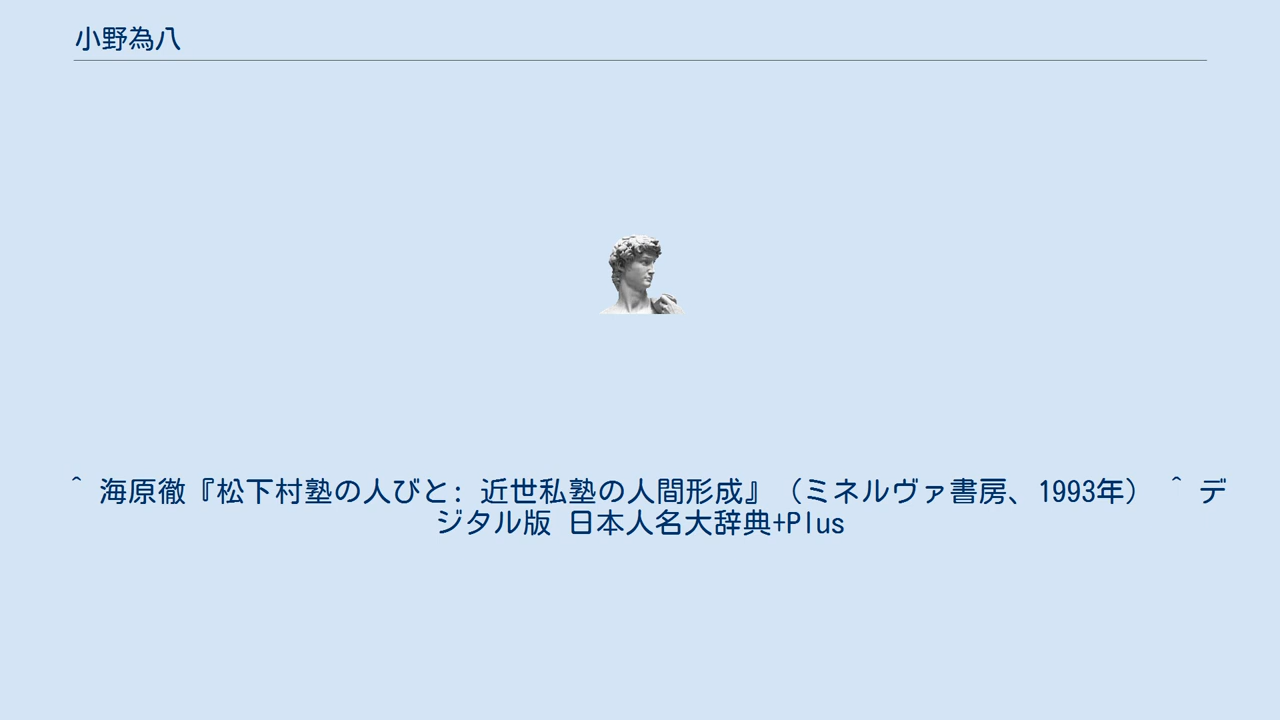 小野為八
^ 海原徹『松下村塾の人びと: 近世私塾の人間形成』（ミネルヴァ書房、1993年） ^ デ
ジタル版 日本人名大辞典+Plus